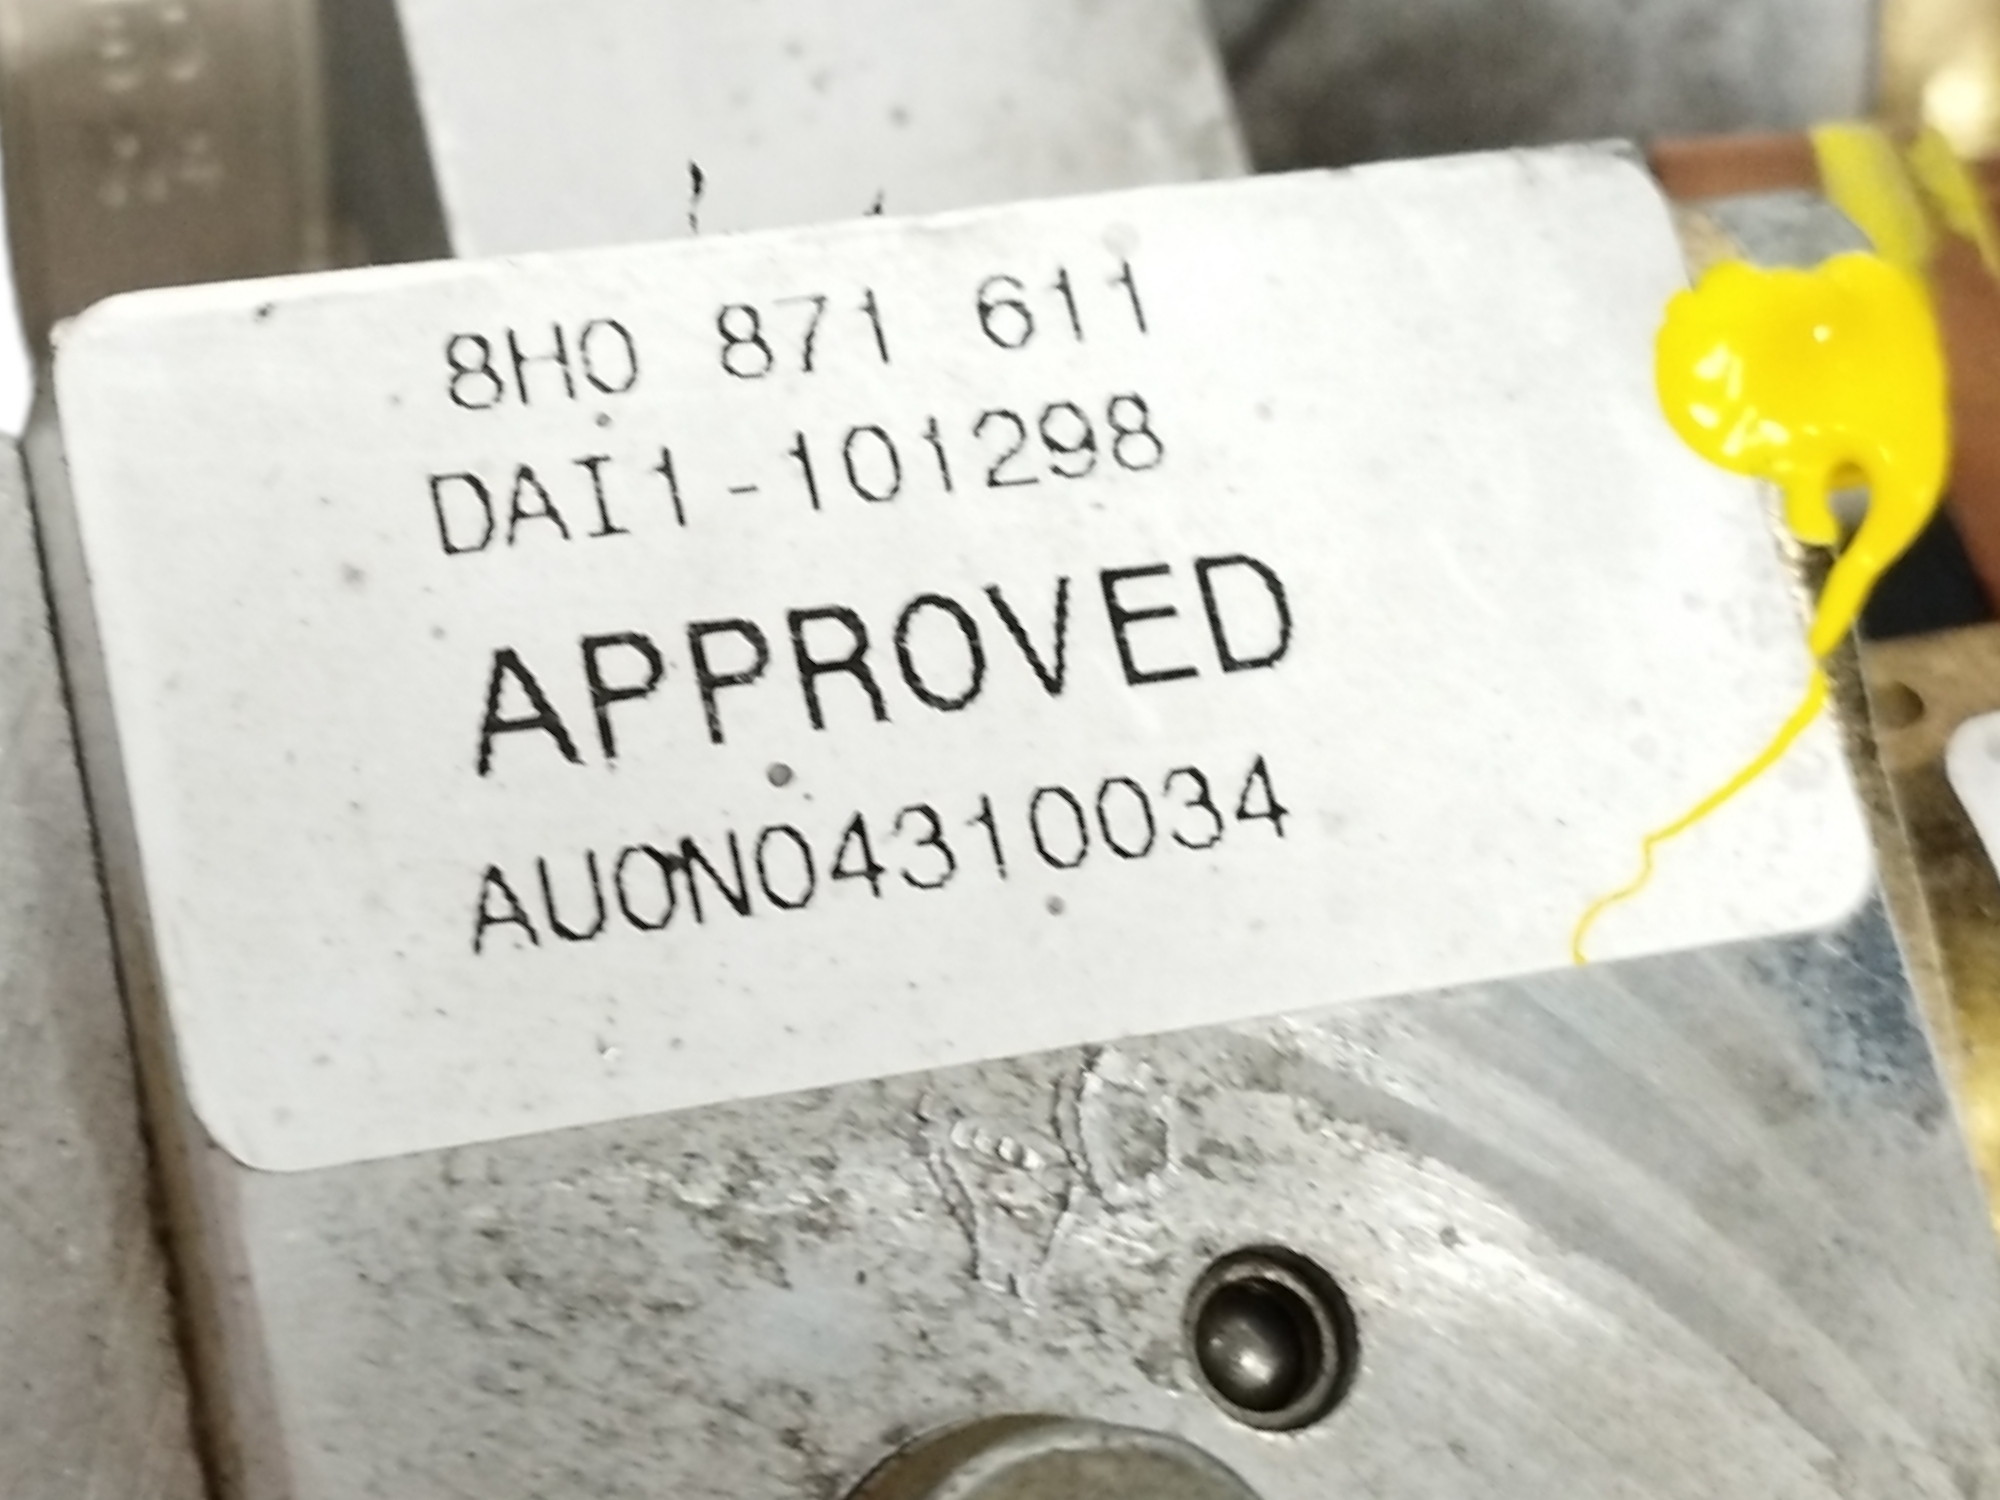 8H0 871 611
DAI1-101298
APPROVED
AU0N04310034